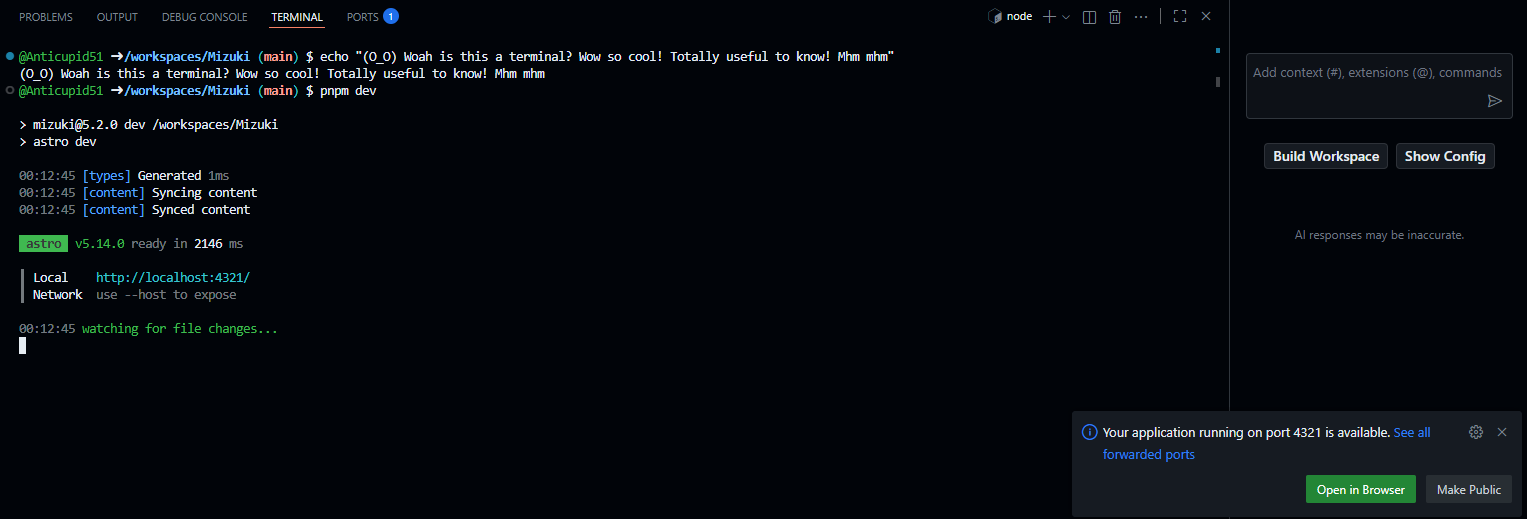 PROBLEMS OUTPUT DEBUG CONSOLE TERMINAL PORTS 1 node
@Anticupid51 ➜/workspaces/Mizuki (main) $ echo "(O_O) Woah is this a terminal? Wow so cool! Totally useful to know! Mhm mhm"
(O_O) Woah is this a terminal? Wow so cool! Totally useful to know! Mhm mhm
@Anticupid51 ➜/workspaces/Mizuki (main) $ pnpm dev
> mizuki@5.2.0 dev /workspaces/Mizuki
> astro dev
00:12:45 [types] Generated 1ms
00:12:45 [content] Syncing content
00:12:45 [content] Synced content
astro v5.14.0 ready in 2146 ms
Local http://localhost:4321/
Network use --host to expose
00:12:45 watching for file changes...
Add context (#), extensions (@), commands
Build Workspace Show Config
AI responses may be inaccurate.
Your application running on port 4321 is available. See all
forwarded ports
Open in Browser Make Public